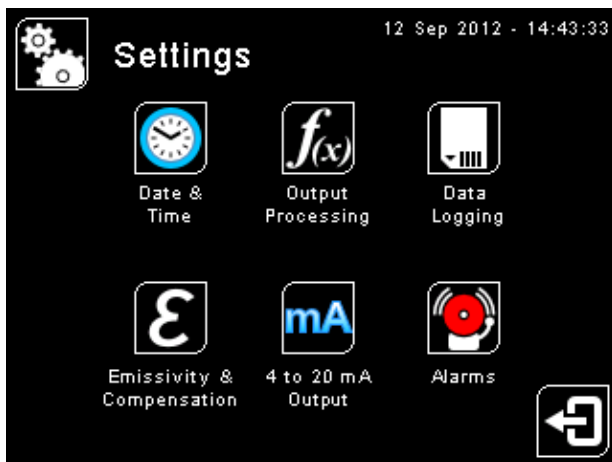 12 Sep 2012 - 14:43:33
Settings
f(x)
Date &
Time
Output
Processing
Data
Logging
ε
mA
Emissivity &
Compensation
4 to 20 mA
Output
Alarms